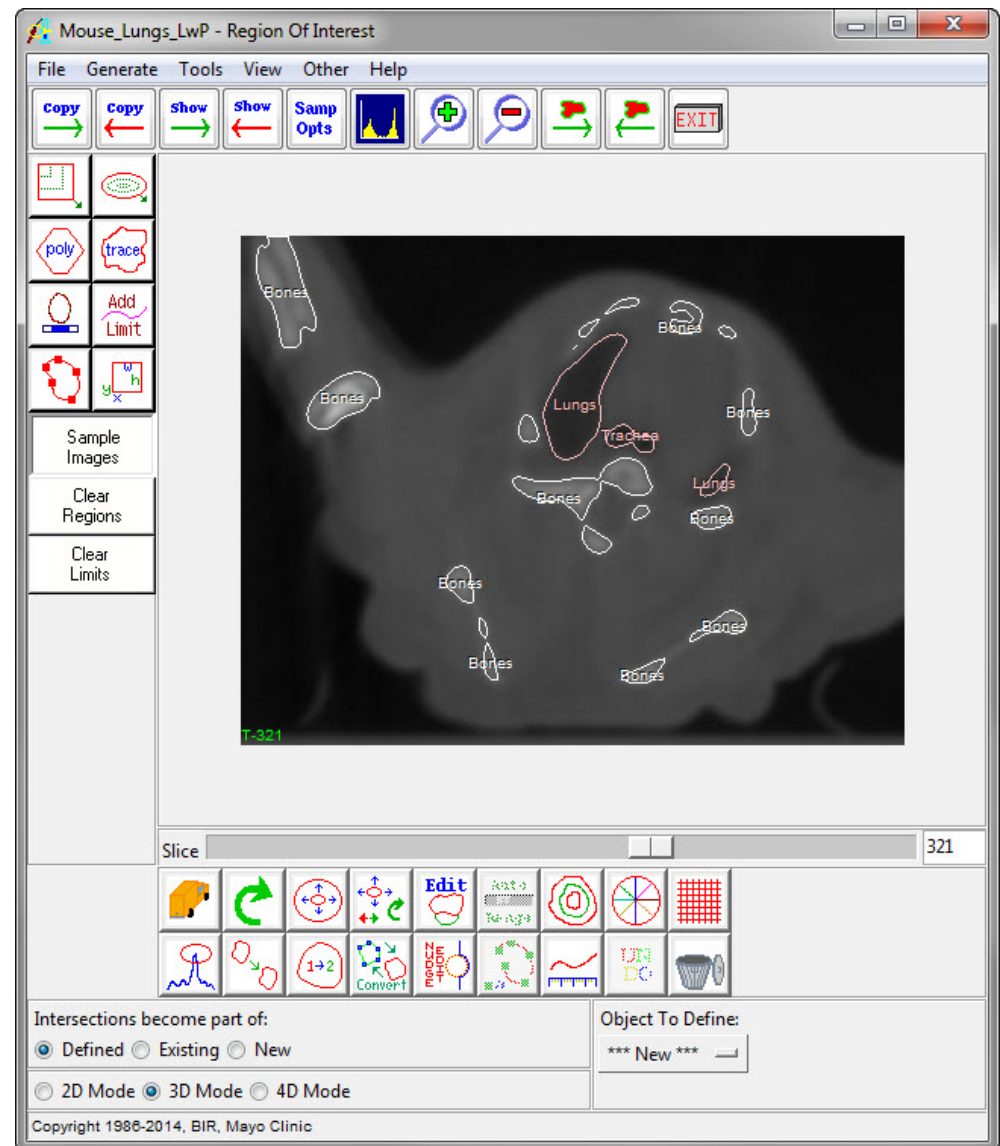 Mouse_Lungs_LwP - Region Of Interest
File Generate Tools View Other Help
Copy Copy Show Show Samp Opts EXIT
poly trace
Add Limit
y x w h
Sample Images
Clear Regions
Clear Limits
Bones
Bones
Bones
Lungs
Bones
Trachea
Lungs
Bones
Bones
Bones
Bones
Bones
Bones
T-321
Slice 321
Edit Auto
1→2 Convert NUDGE EDIT UN DO
Intersections become part of:
Defined Existing New
Object To Define:
*** New ***
2D Mode 3D Mode 4D Mode
Copyright 1986-2014, BIR, Mayo Clinic